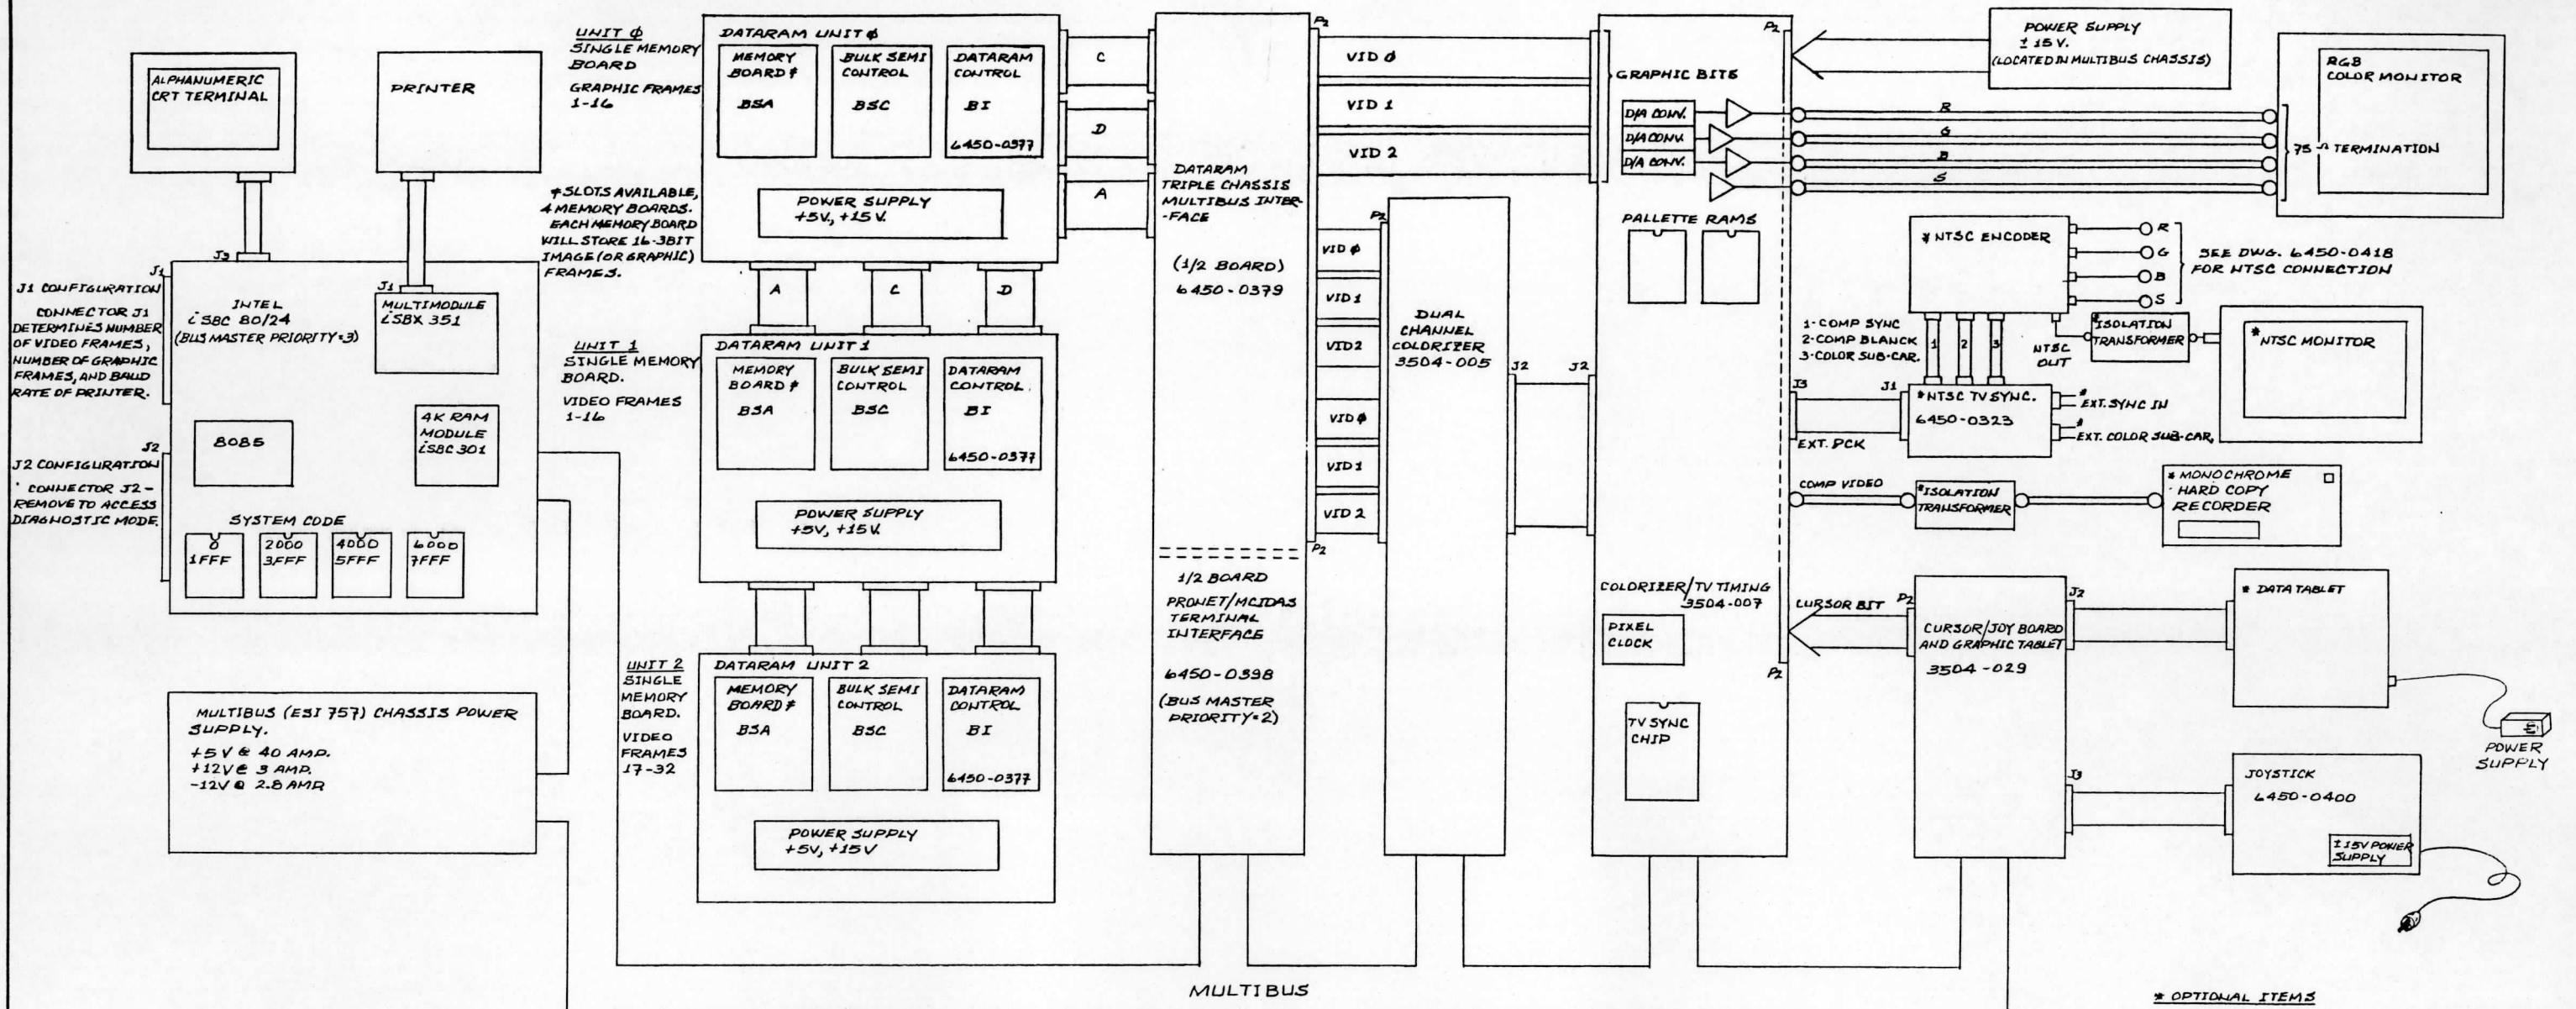 ALPHANUMERIC
CRT TERMINAL
PRINTER
J3
J1
J1
J1 CONFIGURATION
CONNECTOR J1
DETERMINES NUMBER
OF VIDEO FRAMES,
NUMBER OF GRAPHIC
FRAMES, AND BAUD
RATE OF PRINTER.
J2
J2 CONFIGURATION
CONNECTOR J2-
REMOVE TO ACCESS
DIAGNOSTIC MODE.
INTEL
iSBC 80/24
(BUS MASTER PRIORITY=3)
MULTIMODULE
iSBX 351
8085
4K RAM
MODULE
iSBC 301
SYSTEM CODE
0
1FFF
2000
3FFF
4000
5FFF
6000
7FFF
MULTIBUS (ESI 757) CHASSIS POWER
SUPPLY.
+5 V @ 40 AMP.
+12V @ 3 AMP.
-12V @ 2.8 AMP
UNIT Ø
SINGLE MEMORY
BOARD
GRAPHIC FRAMES
1-16
≠ SLOTS AVAILABLE,
4 MEMORY BOARDS.
EACH MEMORY BOARD
WILL STORE 16-3BIT
IMAGE (OR GRAPHIC)
FRAMES.
DATARAM UNIT Ø
MEMORY
BOARD ≠
BSA
BULK SEMI
CONTROL
BSC
DATARAM
CONTROL
BI
6450-0377
POWER SUPPLY
+5V, +15 V.
A
C
D
UNIT 1
SINGLE MEMORY
BOARD.
VIDEO FRAMES
1-16
DATARAM UNIT 1
MEMORY
BOARD ≠
BSA
BULK SEMI
CONTROL
BSC
DATARAM
CONTROL.
BI
6450-0377
POWER SUPPLY
+5V, +15 V.
UNIT 2
SINGLE
MEMORY
BOARD.
VIDEO
FRAMES
17-32
DATARAM UNIT 2
MEMORY
BOARD ≠
BSA
BULK SEMI
CONTROL
BSC
DATARAM
CONTROL
BI
6450-0377
POWER SUPPLY
+5V, +15 V
C
D
A
DATARAM
TRIPLE CHASSIS
MULTIBUS INTER-
-FACE
(1/2 BOARD)
6450-0379
1/2 BOARD
PRONET/MCIDAS
TERMINAL
INTERFACE
6450-0398
(BUS MASTER
PRIORITY=2)
P2
P2
VID Ø
VID 1
VID 2
P2
VID Ø
VID 1
VID 2
VID Ø
VID 1
VID 2
DUAL
CHANNEL
COLORIZER
3504-005
J2
J2
P2
GRAPHIC BITS
D/A CONV.
D/A CONV.
D/A CONV.
PALLETTE RAMS
COLORIZER/TV TIMING
3504-007
PIXEL
CLOCK
TV SYNC
CHIP
P2
POWER SUPPLY
± 15 V.
(LOCATED IN MULTIBUS CHASSIS)
R
G
B
S
75 Ω TERMINATION
RGB
COLOR MONITOR
* NTSC ENCODER
R
G
B
S
SEE DWG. 6450-0418
FOR NTSC CONNECTION
1-COMP SYNC
2-COMP BLANCK
3-COLOR SUB-CAR.
1
2
3
NTSC
OUT
*ISOLATION
TRANSFORMER
*NTSC MONITOR
J3
J1
EXT. PCK
*NTSC TV SYNC.
6450-0323
*
EXT. SYNC IN
*
EXT. COLOR SUB-CAR.
COMP VIDEO
*ISOLATION
TRANSFORMER
* MONOCHROME
HARD COPY
RECORDER
CURSOR BIT
P2
CURSOR/JOY BOARD
AND GRAPHIC TABLET
3504-029
J2
J3
* DATA TABLET
POWER
SUPPLY
JOYSTICK
6450-0400
±15V POWER
SUPPLY
MULTIBUS
* OPTIONAL ITEMS